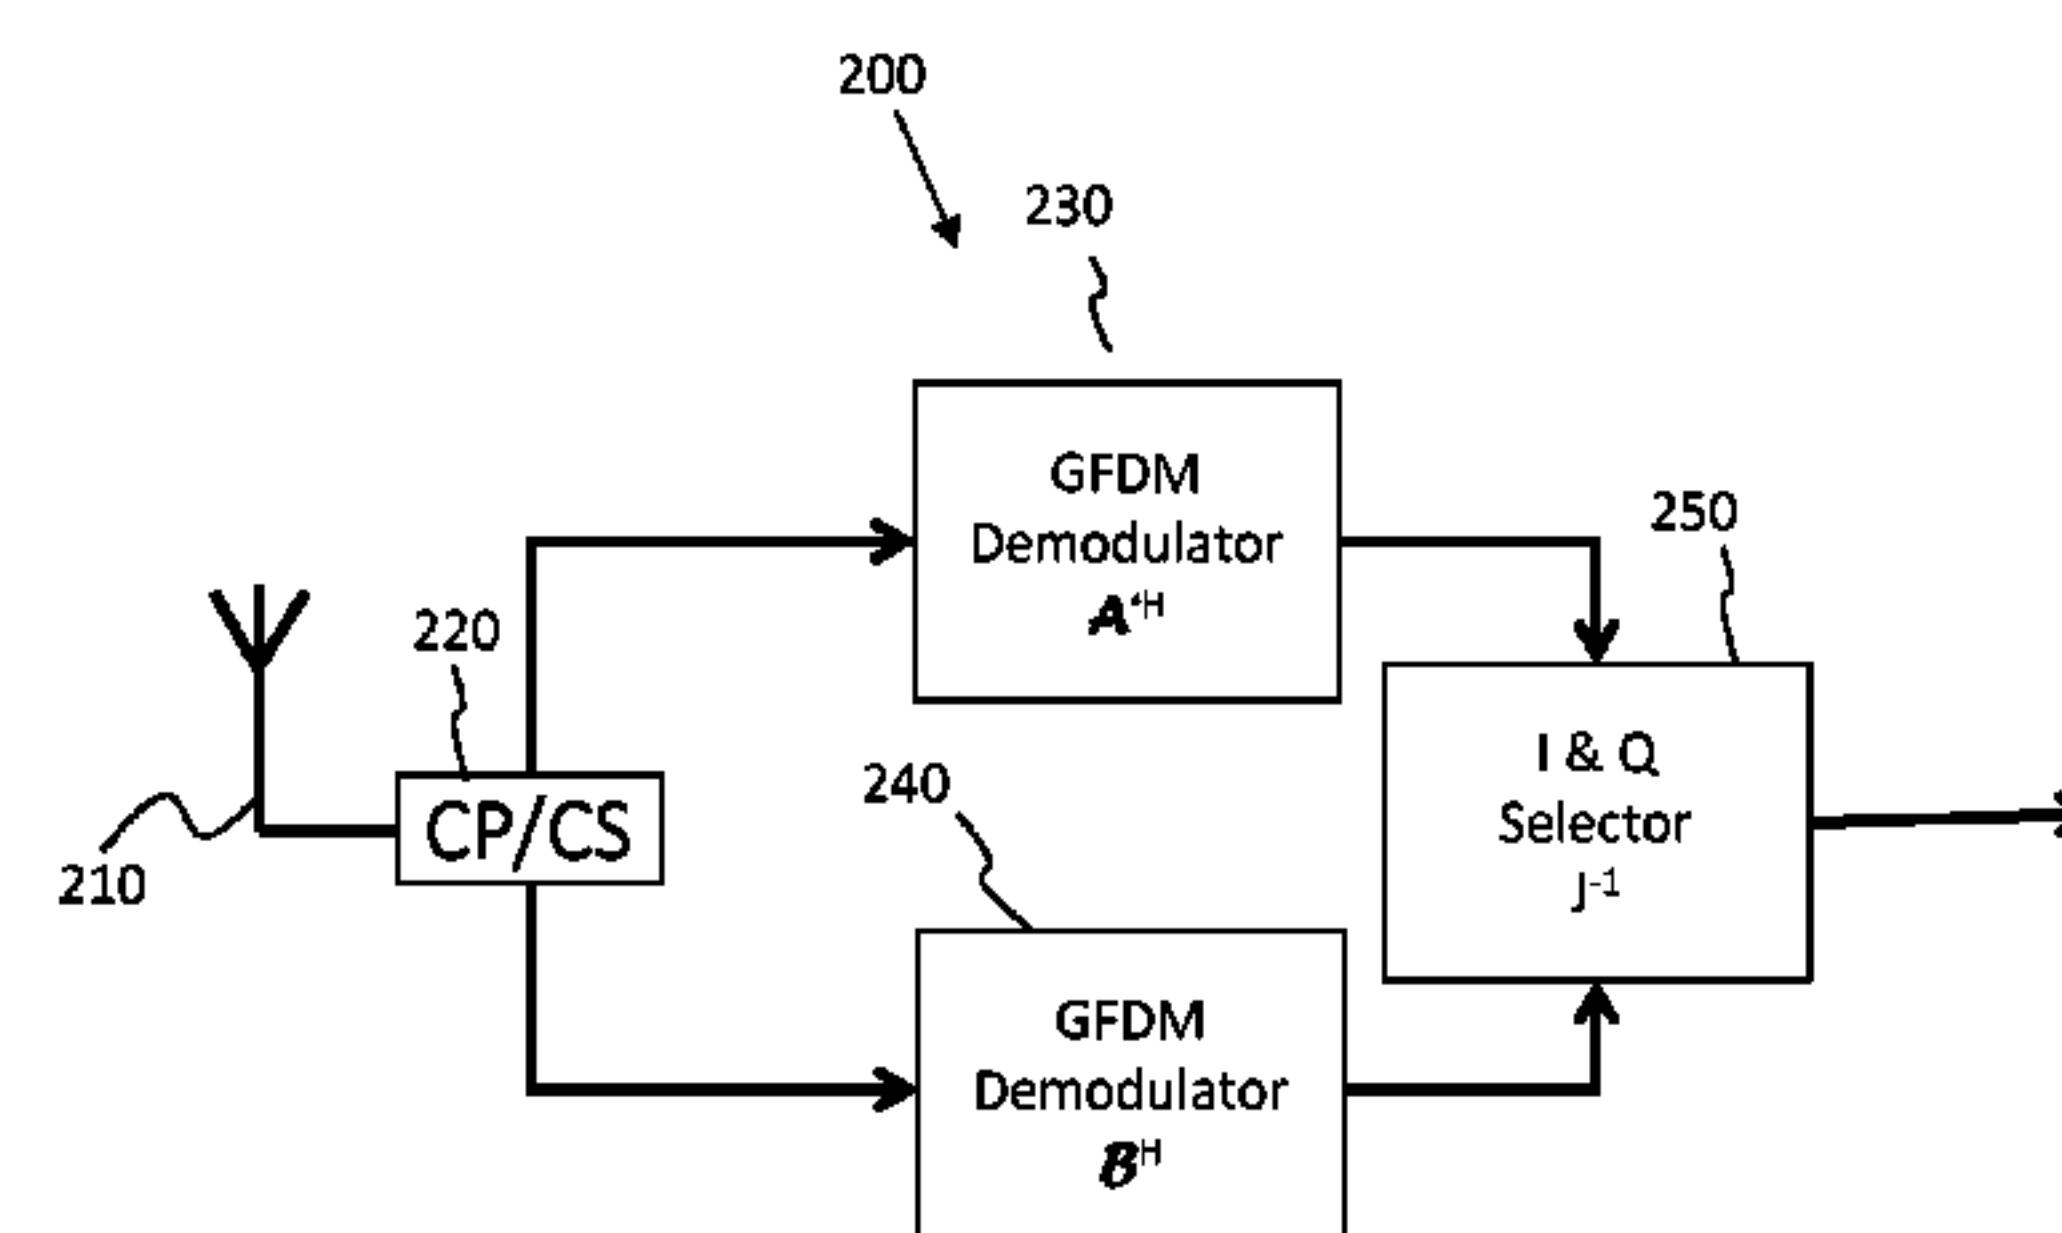 200
230
GFDM
Demodulator
A'H
250
220
CP/CS
210
I & Q
Selector
J-1
240
GFDM
Demodulator
BH